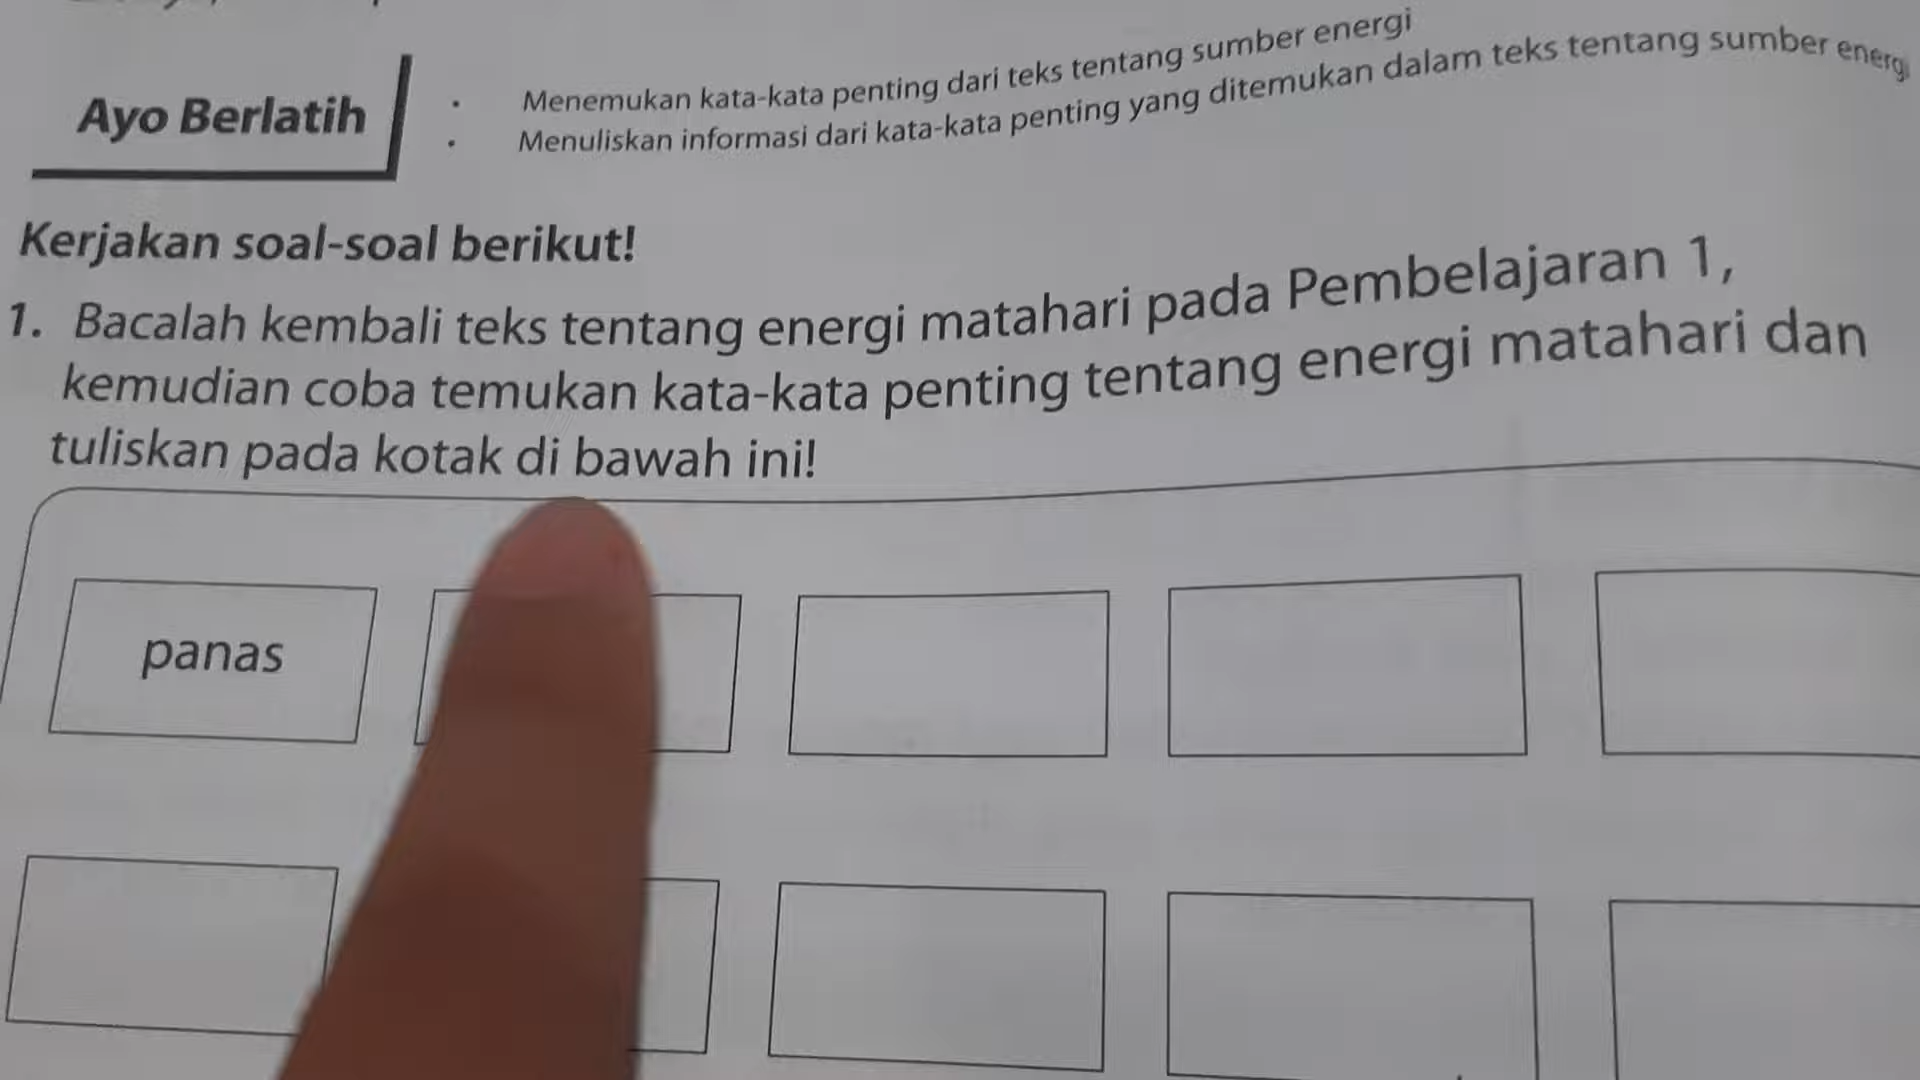 Ayo Berlatih
• Menemukan kata-kata penting dari teks tentang sumber energi
• Menuliskan informasi dari kata-kata penting yang ditemukan dalam teks tentang sumber energi
Kerjakan soal-soal berikut!
1. Bacalah kembali teks tentang energi matahari pada Pembelajaran 1,
kemudian coba temukan kata-kata penting tentang energi matahari dan
tuliskan pada kotak di bawah ini!
panas